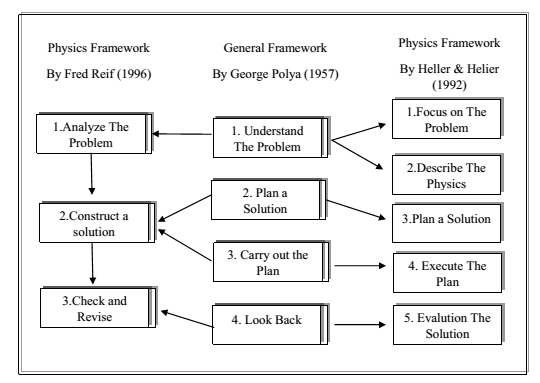 Physics Framework
By Fred Reif (1996)
General Framework
By George Polya (1957)
Physics Framework
By Heller & Helier
(1992)
1.Analyze The
Problem
2.Construct a
solution
3.Check and
Revise
1. Understand
The Problem
2. Plan a
Solution
3. Carry out the
Plan
4. Look Back
1.Focus on The
Problem
2.Describe The
Physics
3.Plan a Solution
4. Execute The
Plan
5. Evalution The
Solution